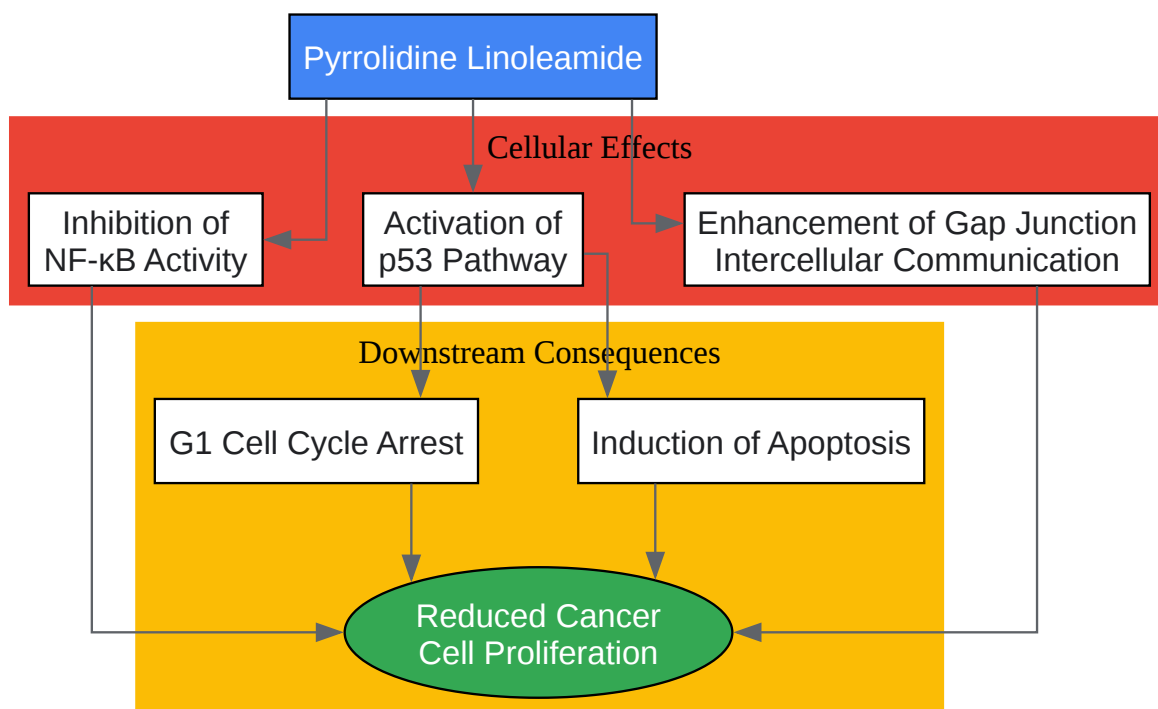 Pyrrolidine Linoleamide
Cellular Effects
Inhibition of
NF-κB Activity
Activation of
p53 Pathway
Enhancement of Gap Junction
Intercellular Communication
Downstream Consequences
G1 Cell Cycle Arrest
Induction of Apoptosis
Reduced Cancer
Cell Proliferation